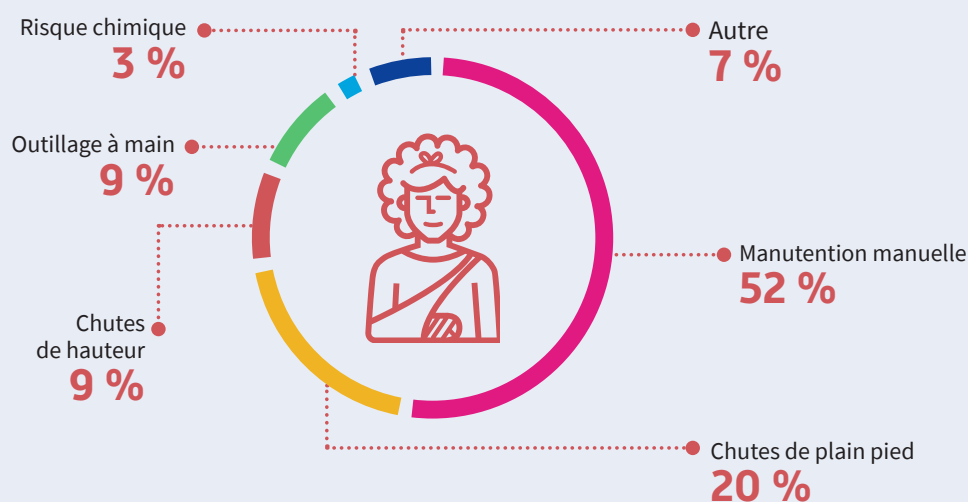 Risque chimique
3 %
Autre
7 %
Outillage à main
9 %
Manutention manuelle
52 %
Chutes
de hauteur
9 %
Chutes de plain pied
20 %